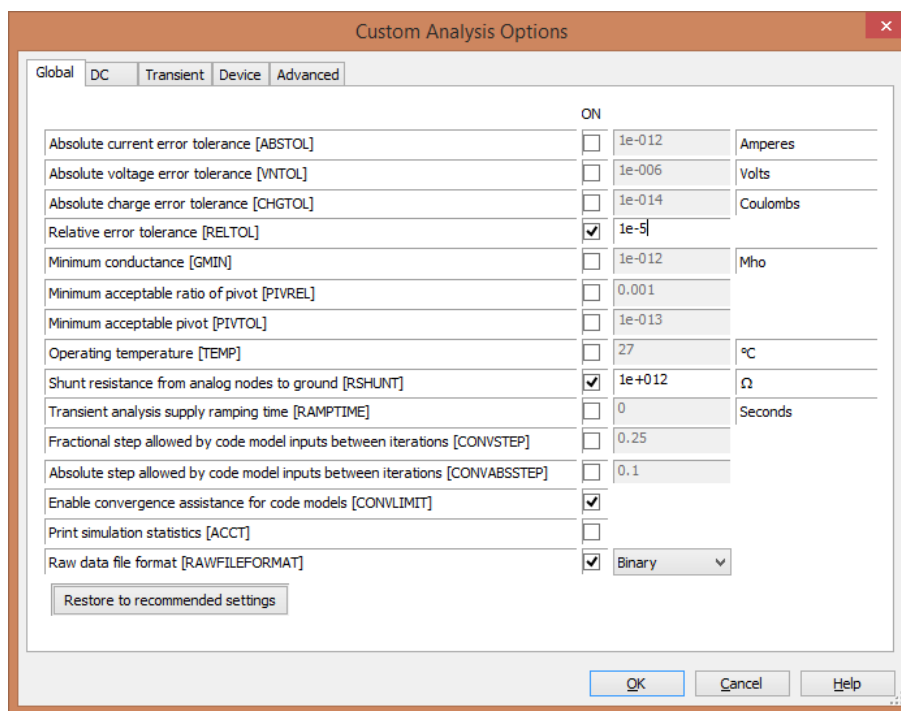 Custom Analysis Options
Global DC Transient Device Advanced
ON
Absolute current error tolerance [ABSTOL] 1e-012 Amperes
Absolute voltage error tolerance [VNTOL] 1e-006 Volts
Absolute charge error tolerance [CHGTOL] 1e-014 Coulombs
Relative error tolerance [RELTOL] 1e-5
Minimum conductance [GMIN] 1e-012 Mho
Minimum acceptable ratio of pivot [PIVREL] 0.001
Minimum acceptable pivot [PIVTOL] 1e-013
Operating temperature [TEMP] 27 °C
Shunt resistance from analog nodes to ground [RSHUNT] 1e+012 Ω
Transient analysis supply ramping time [RAMPTIME] 0 Seconds
Fractional step allowed by code model inputs between iterations [CONVSTEP] 0.25
Absolute step allowed by code model inputs between iterations [CONVABSSTEP] 0.1
Enable convergence assistance for code models [CONVLIMIT]
Print simulation statistics [ACCT]
Raw data file format [RAWFILEFORMAT] Binary
Restore to recommended settings
OK Cancel Help